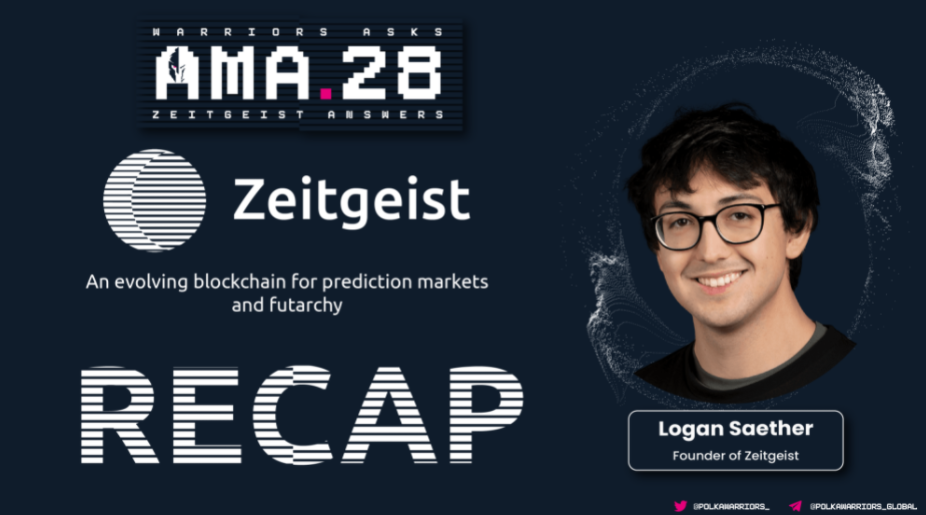 WARRIORS ASKS
AMA.28
ZEITGEIST ANSWERS
Zeitgeist
An evolving blockchain for prediction markets
and futarchy
RECAP
Logan Saether
Founder of Zeitgeist
@POLKAWARRIORS_
@POLKAWARRIORS_GLOBAL